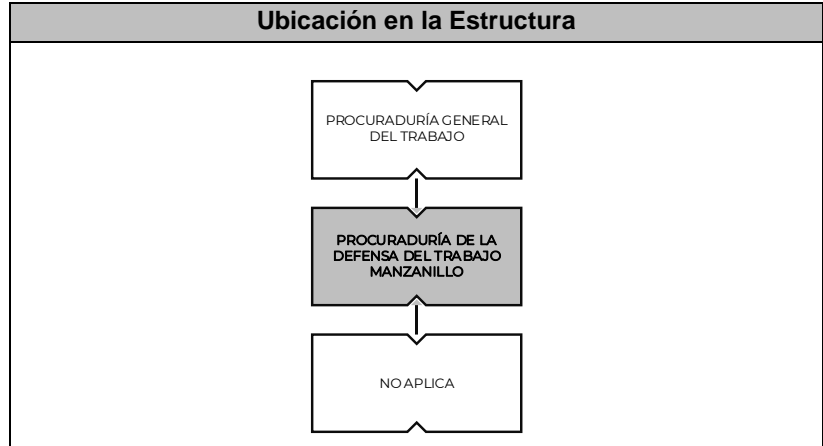 Ubicación en la Estructura
PROCURADURÍA GENERAL
DEL TRABAJO
PROCURADURÍA DE LA
DEFENSA DEL TRABAJO
MANZANILLO
NO APLICA